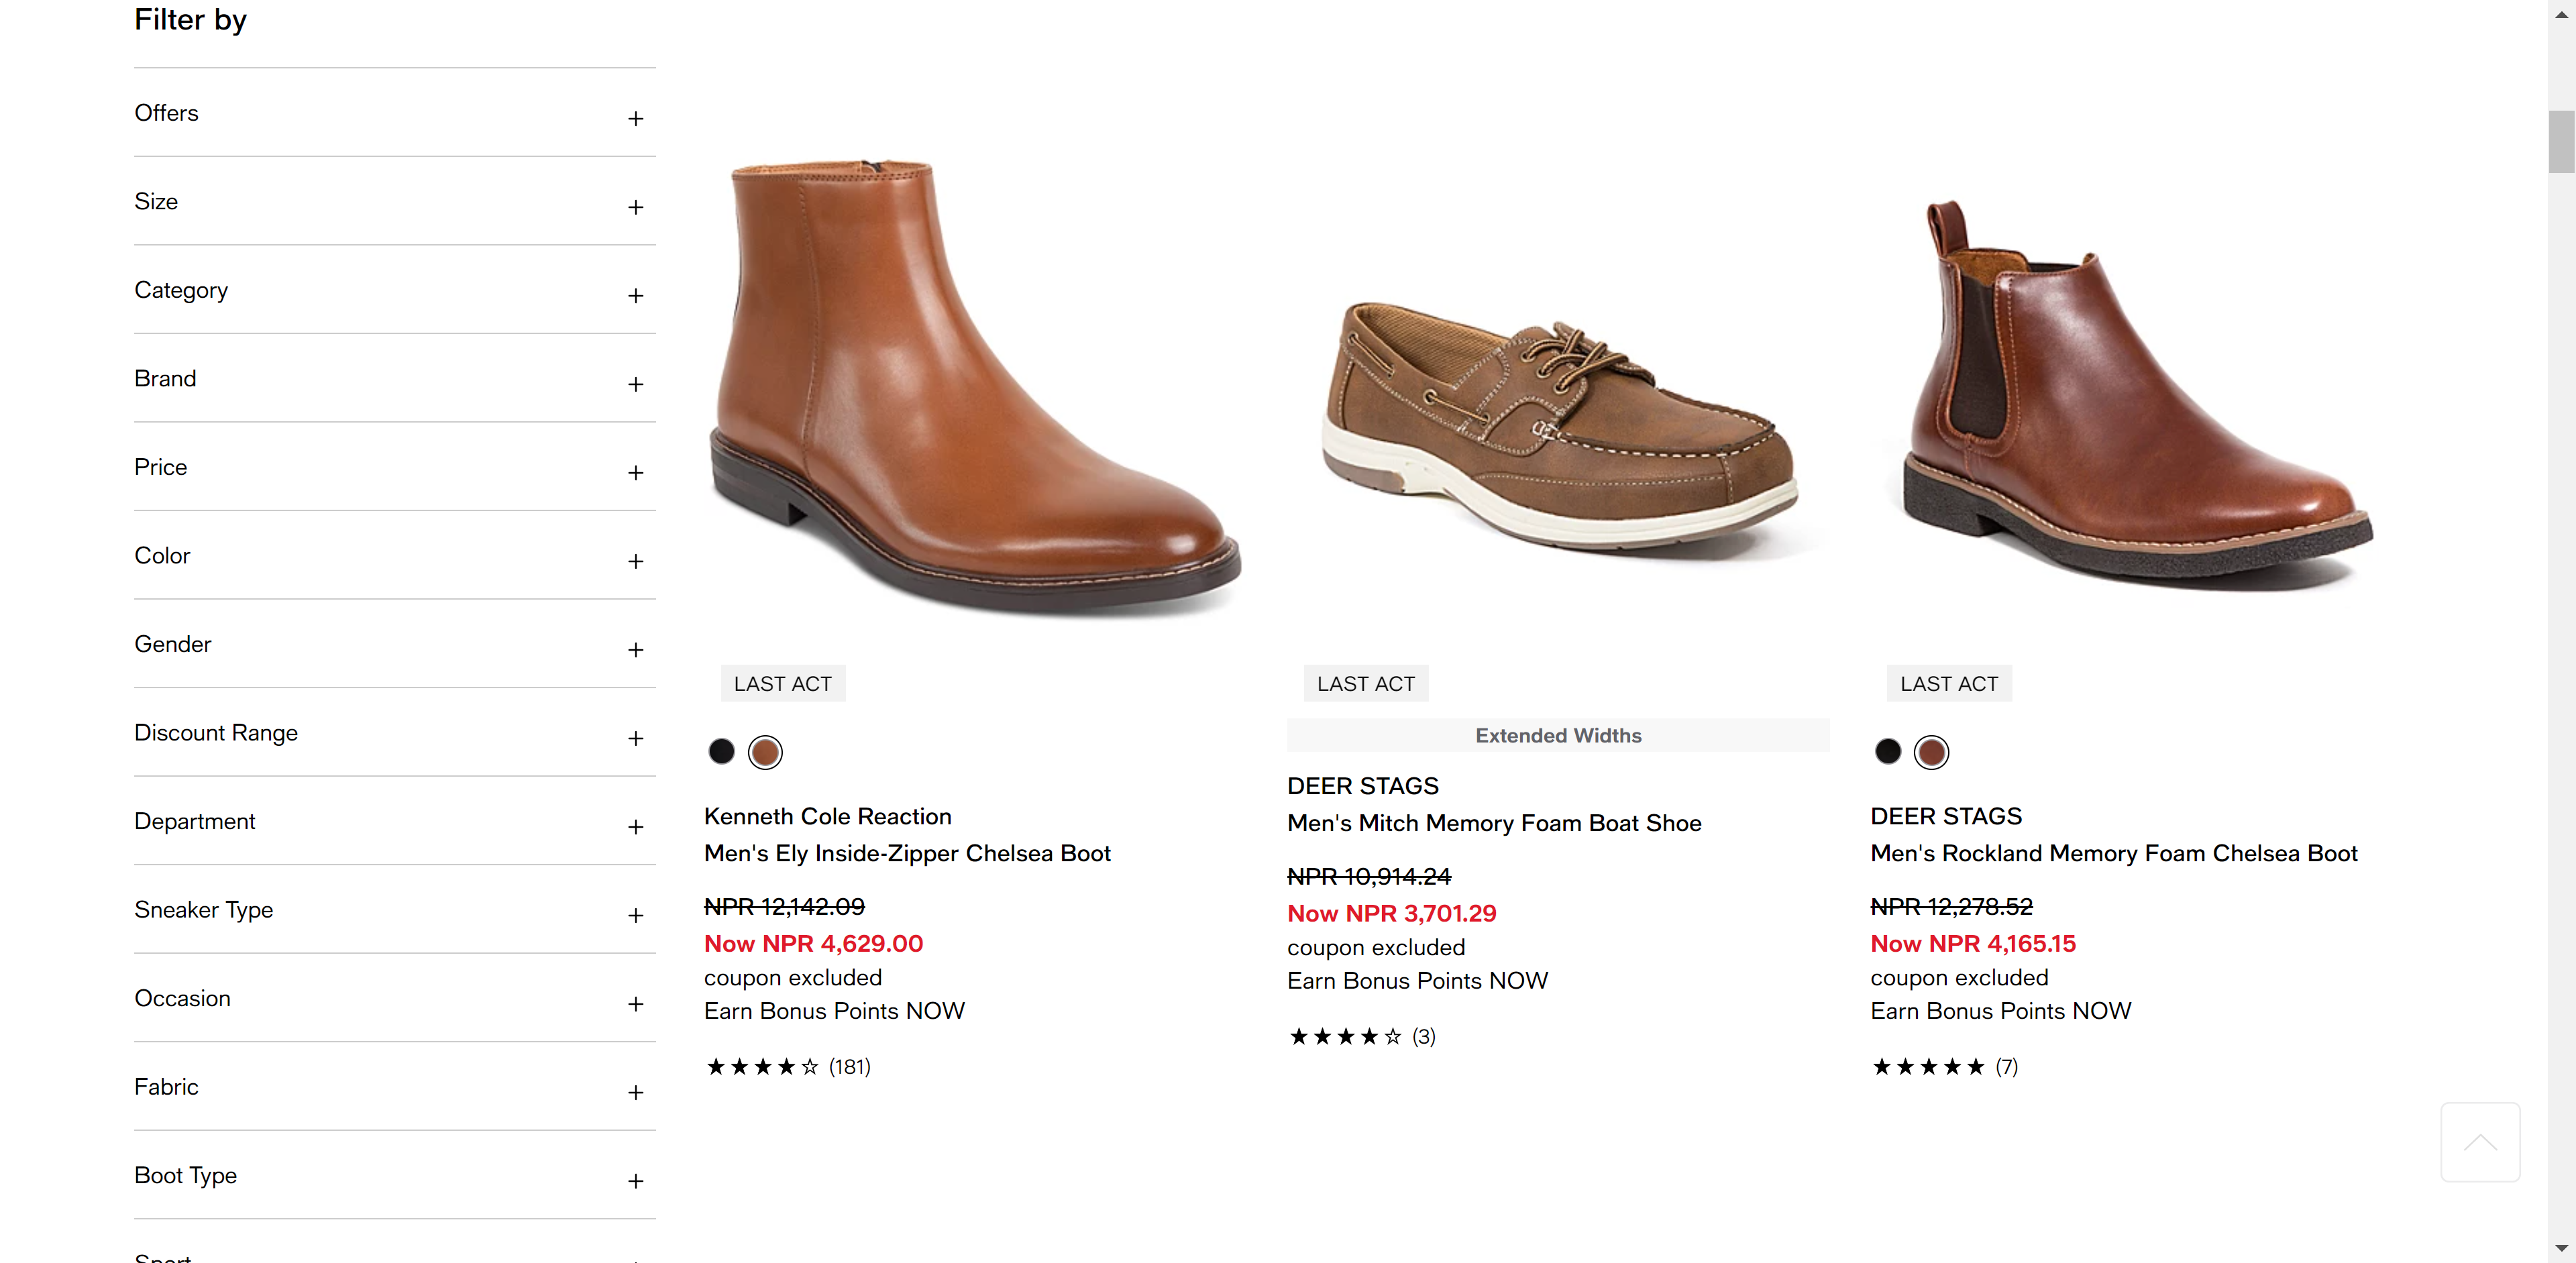 Filter by
Offers
Size
Category
Brand
Price
Color
Gender
Discount Range
Department
Sneaker Type
Occasion
Fabric
Boot Type
LAST ACT
Kenneth Cole Reaction
Men's Ely Inside-Zipper Chelsea Boot
NPR 12,142.09
Now NPR 4,629.00
coupon excluded
Earn Bonus Points NOW
(181)
LAST ACT
Extended Widths
DEER STAGS
Men's Mitch Memory Foam Boat Shoe
NPR 10,914.24
Now NPR 3,701.29
coupon excluded
Earn Bonus Points NOW
(3)
LAST ACT
DEER STAGS
Men's Rockland Memory Foam Chelsea Boot
NPR 12,278.52
Now NPR 4,165.15
coupon excluded
Earn Bonus Points NOW
(7)